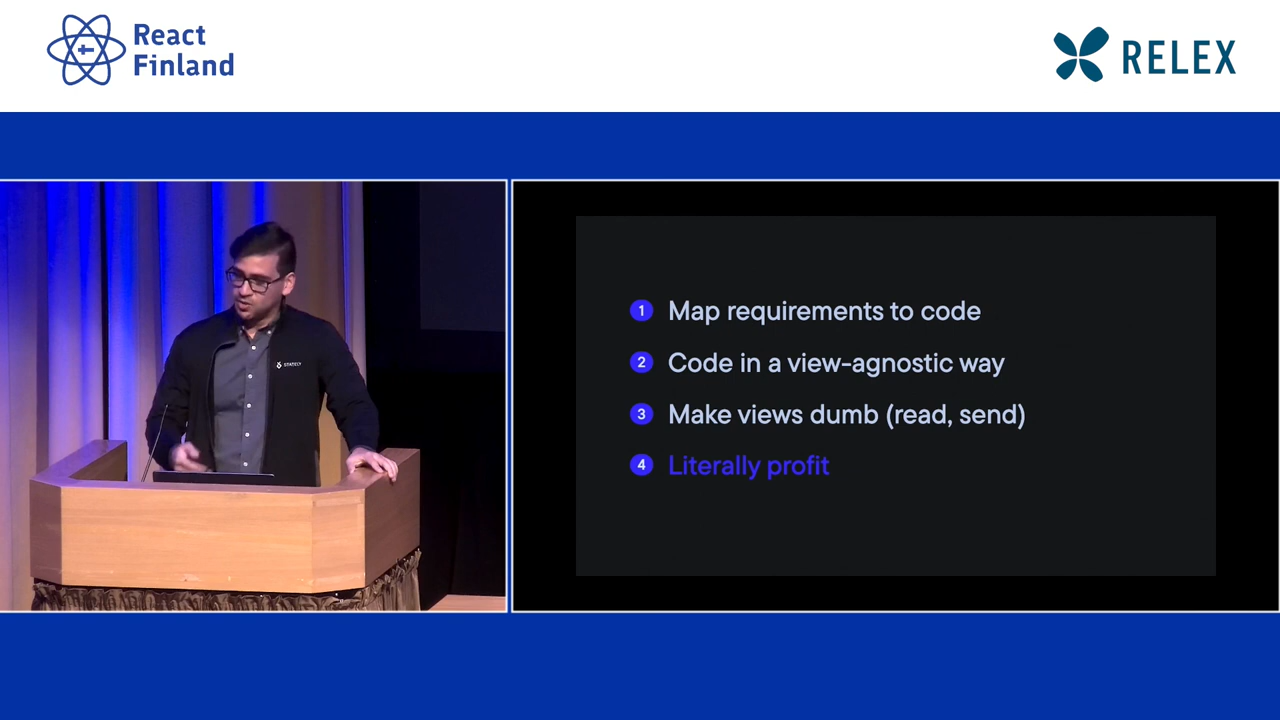 React
Finland
RELEX
STATELY
1 Map requirements to code
2 Code in a view-agnostic way
3 Make views dumb (read, send)
4 Literally profit